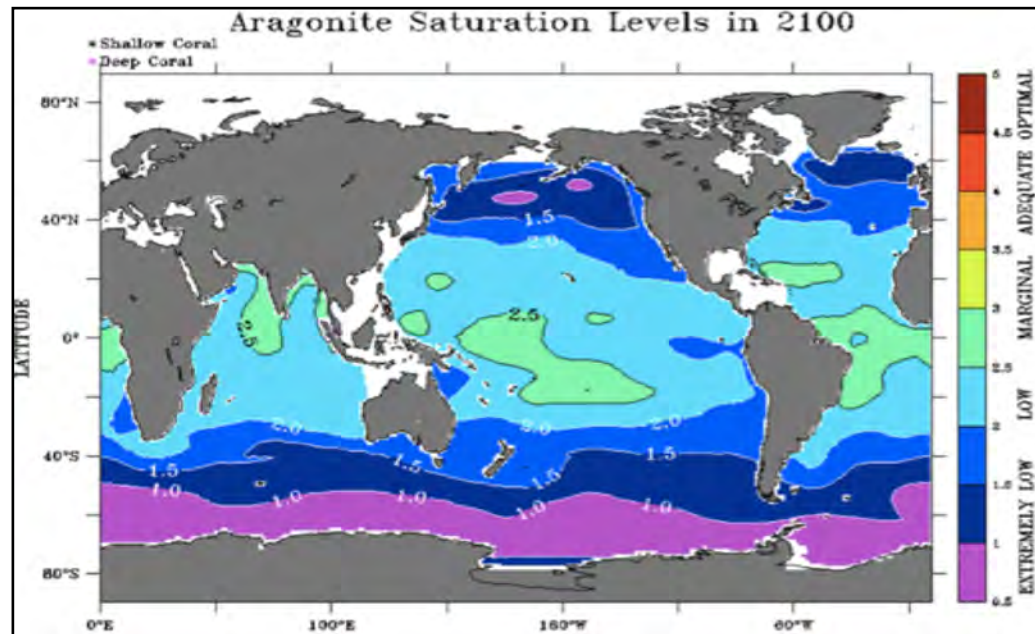 Aragonite Saturation Levels in 2100
Shallow Coral
Deep Coral
80°N
40°N
0°
40°S
80°S
LATITUDE
0°E
100°E
160°W
60°W
1.5
2.0
2.5
2.5
2.0
2.0
2.0
1.5
1.5
1.5
1.5
1.0
1.0
1.0
1.0
1.0
5
4.5
4
3.5
3
2.5
2
1.5
1
0.5
EXTREMELY LOW
LOW
MARGINAL
ADEQUATE
OPTIMAL